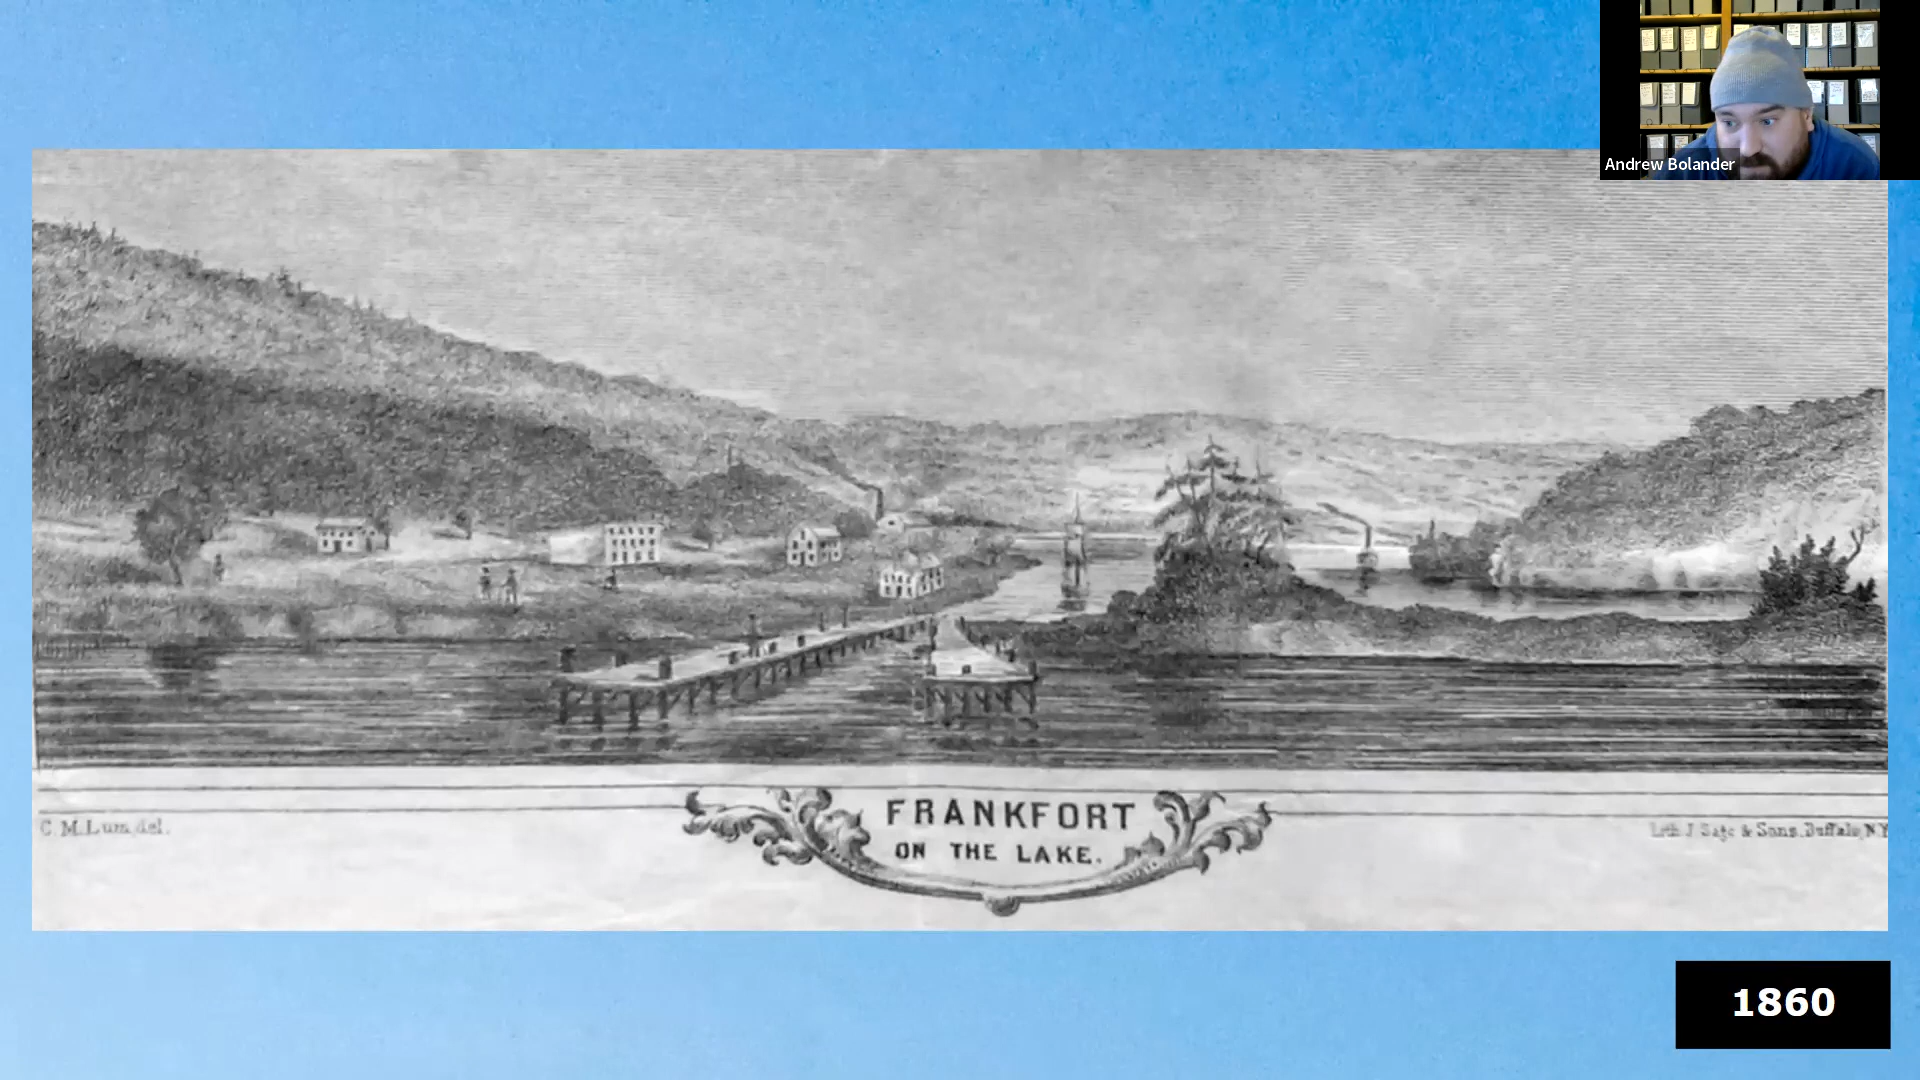 Andrew Bolander
FRANKFORT
ON THE LAKE.
C. M. Lum, del.
Lith. J. Sage & Sons, Buffalo, N.Y
1860